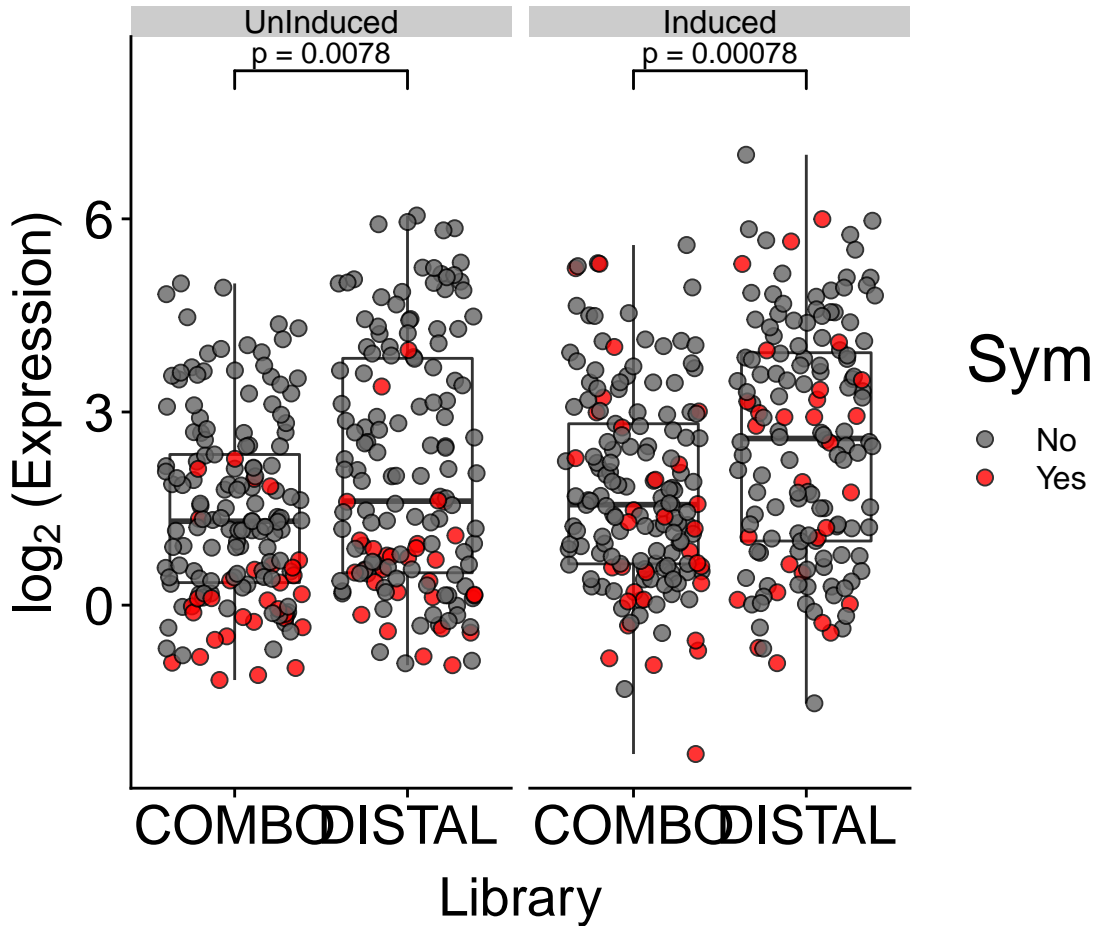 UnInduced
Induced
p = 0.0078
p = 0.00078
log₂ (Expression)
6
3
0
COMBO
DISTAL
COMBO
DISTAL
Library
Sym
No
Yes